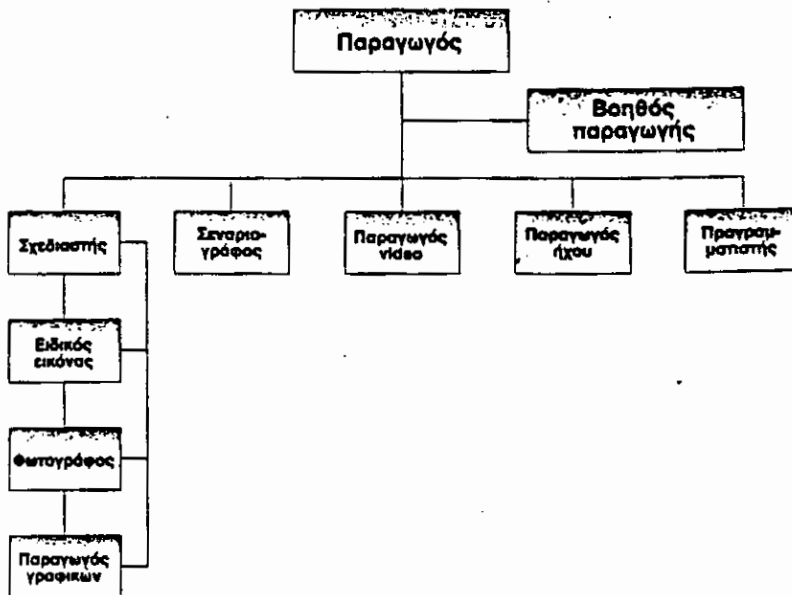 Παραγωγός
Βοηθός
παραγωγής
Σχεδιαστής
Σεναριο-
γράφος
Παραγωγός
video
Παραγωγός
ήχου
Προγραμ-
ματιστής
Ειδικός
εικόνας
Φωτογράφος
Παραγωγός
γραφικών